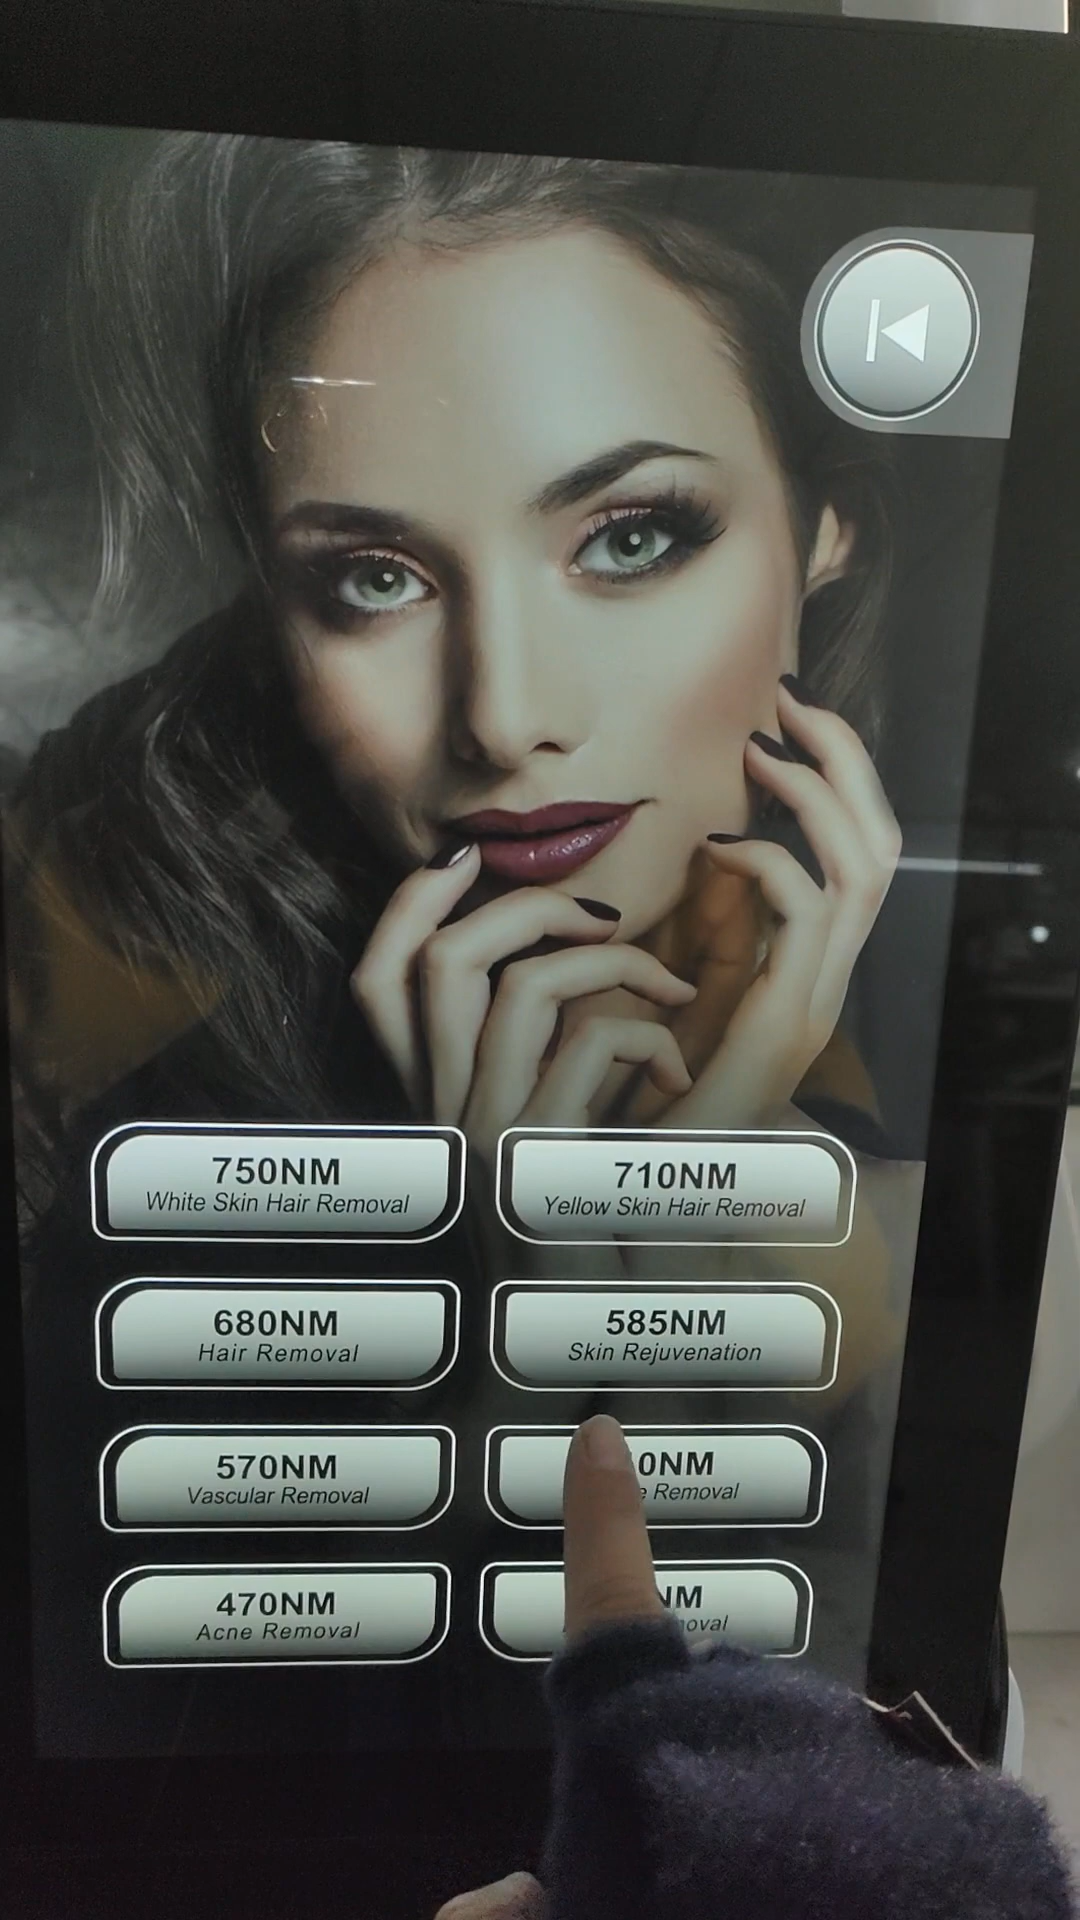 750NM
White Skin Hair Removal
710NM
Yellow Skin Hair Removal
680NM
Hair Removal
585NM
Skin Rejuvenation
570NM
Vascular Removal
Removal
470NM
Acne Removal